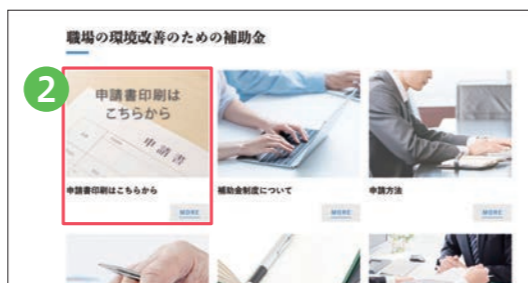 職場の環境改善のための補助金
2
申請書印刷は
こちらから
申請書
申請書印刷はこちらから
補助金制度について
申請方法
MORE
MORE
MORE